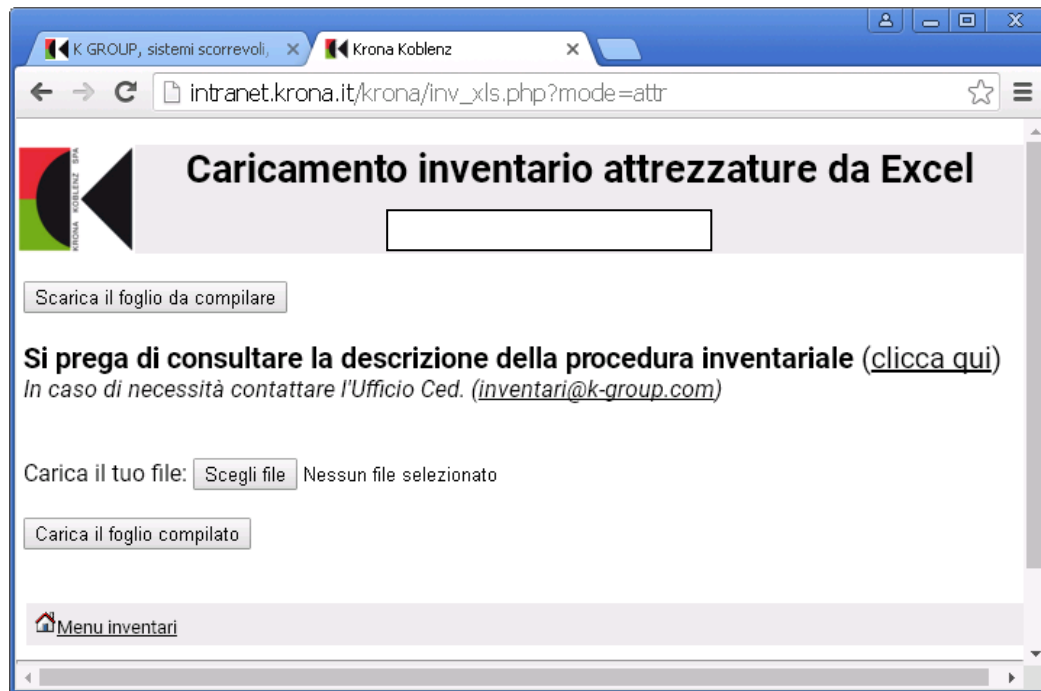 K GROUP, sistemi scorrevoli,
Krona Koblenz
intranet.krona.it/krona/inv_xls.php?mode=attr
KRONA KOBLENZ SPA
Caricamento inventario attrezzature da Excel
Scarica il foglio da compilare
Si prega di consultare la descrizione della procedura inventariale (clicca qui)
In caso di necessità contattare l'Ufficio Ced. (inventari@k-group.com)
Carica il tuo file: Scegli file Nessun file selezionato
Carica il foglio compilato
Menu inventari